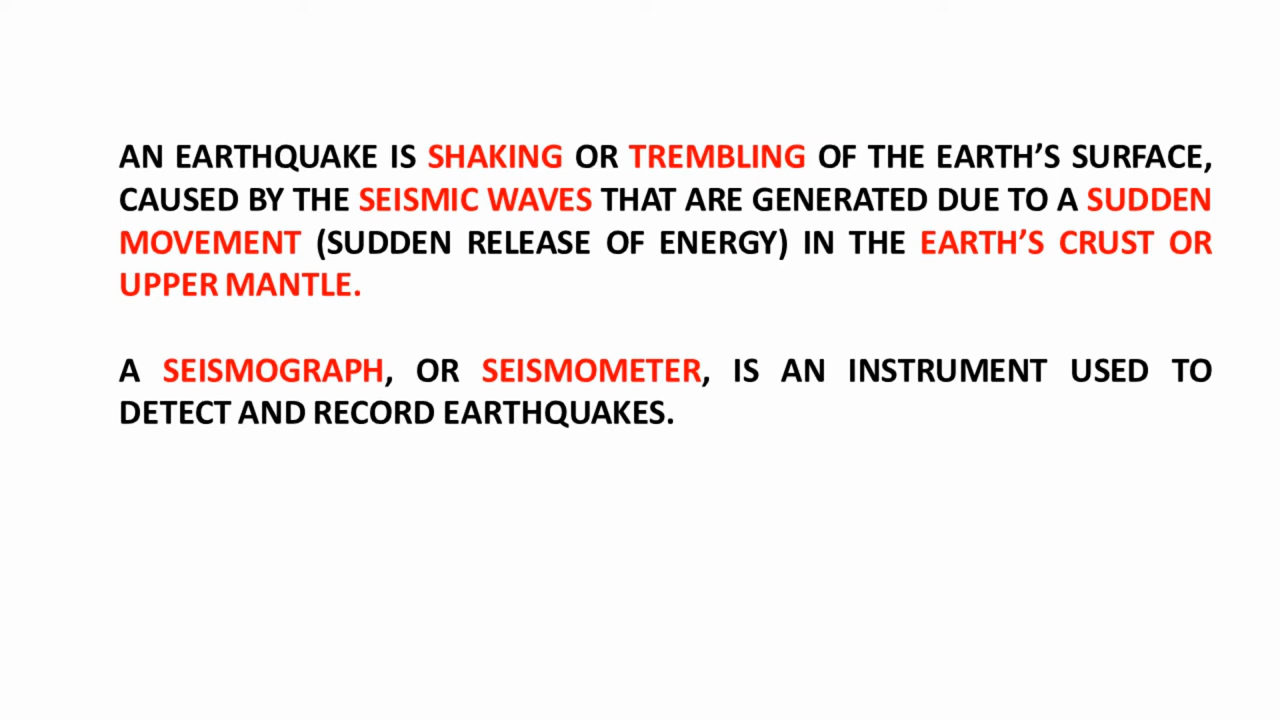 AN EARTHQUAKE IS SHAKING OR TREMBLING OF THE EARTH’S SURFACE,
CAUSED BY THE SEISMIC WAVES THAT ARE GENERATED DUE TO A SUDDEN
MOVEMENT (SUDDEN RELEASE OF ENERGY) IN THE EARTH’S CRUST OR
UPPER MANTLE.
A SEISMOGRAPH, OR SEISMOMETER, IS AN INSTRUMENT USED TO
DETECT AND RECORD EARTHQUAKES.